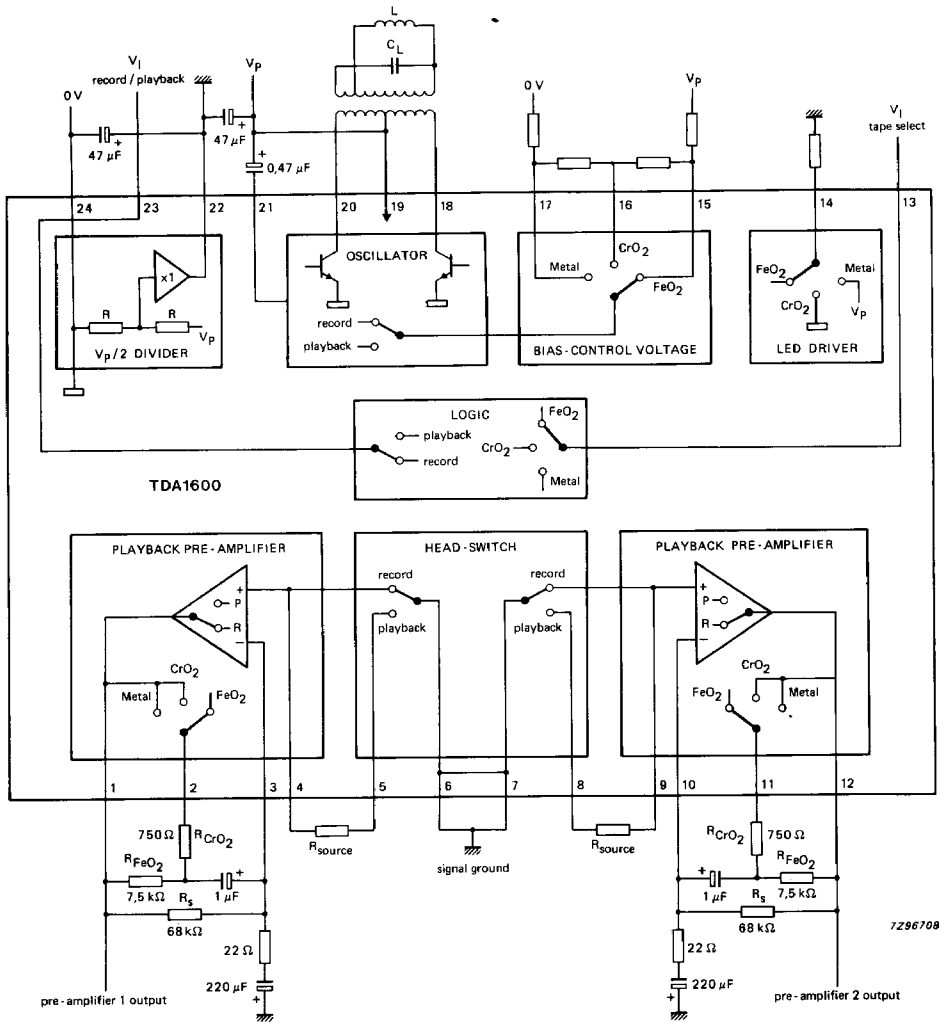 L
C_L
V_I
record / playback
V_P
0 V
0 V
V_P
V_I
tape select
47 µF
+
47 µF
+
+
0,47 µF
24
23
22
21
20
19
18
17
16
15
14
13
x1
R
R
V_P
V_P/2 DIVIDER
OSCILLATOR
record
playback
CrO2
Metal
FeO2
BIAS-CONTROL VOLTAGE
FeO2
Metal
CrO2
V_P
LED DRIVER
LOGIC
FeO2
playback
CrO2
record
Metal
TDA1600
PLAYBACK PRE-AMPLIFIER
HEAD-SWITCH
PLAYBACK PRE-AMPLIFIER
+
P
R
−
CrO2
Metal
FeO2
record
playback
record
playback
+
P
R
−
CrO2
FeO2
Metal
1
2
3
4
5
6
7
8
9
10
11
12
750 Ω
R_CrO2
R_FeO2
7,5 kΩ
+
1 µF
R_s
68 kΩ
22 Ω
220 µF
+
pre-amplifier 1 output
R_source
signal ground
R_source
R_CrO2
750 Ω
R_FeO2
+
1 µF
7,5 kΩ
R_s
68 kΩ
22 Ω
220 µF
+
pre-amplifier 2 output
7Z96708